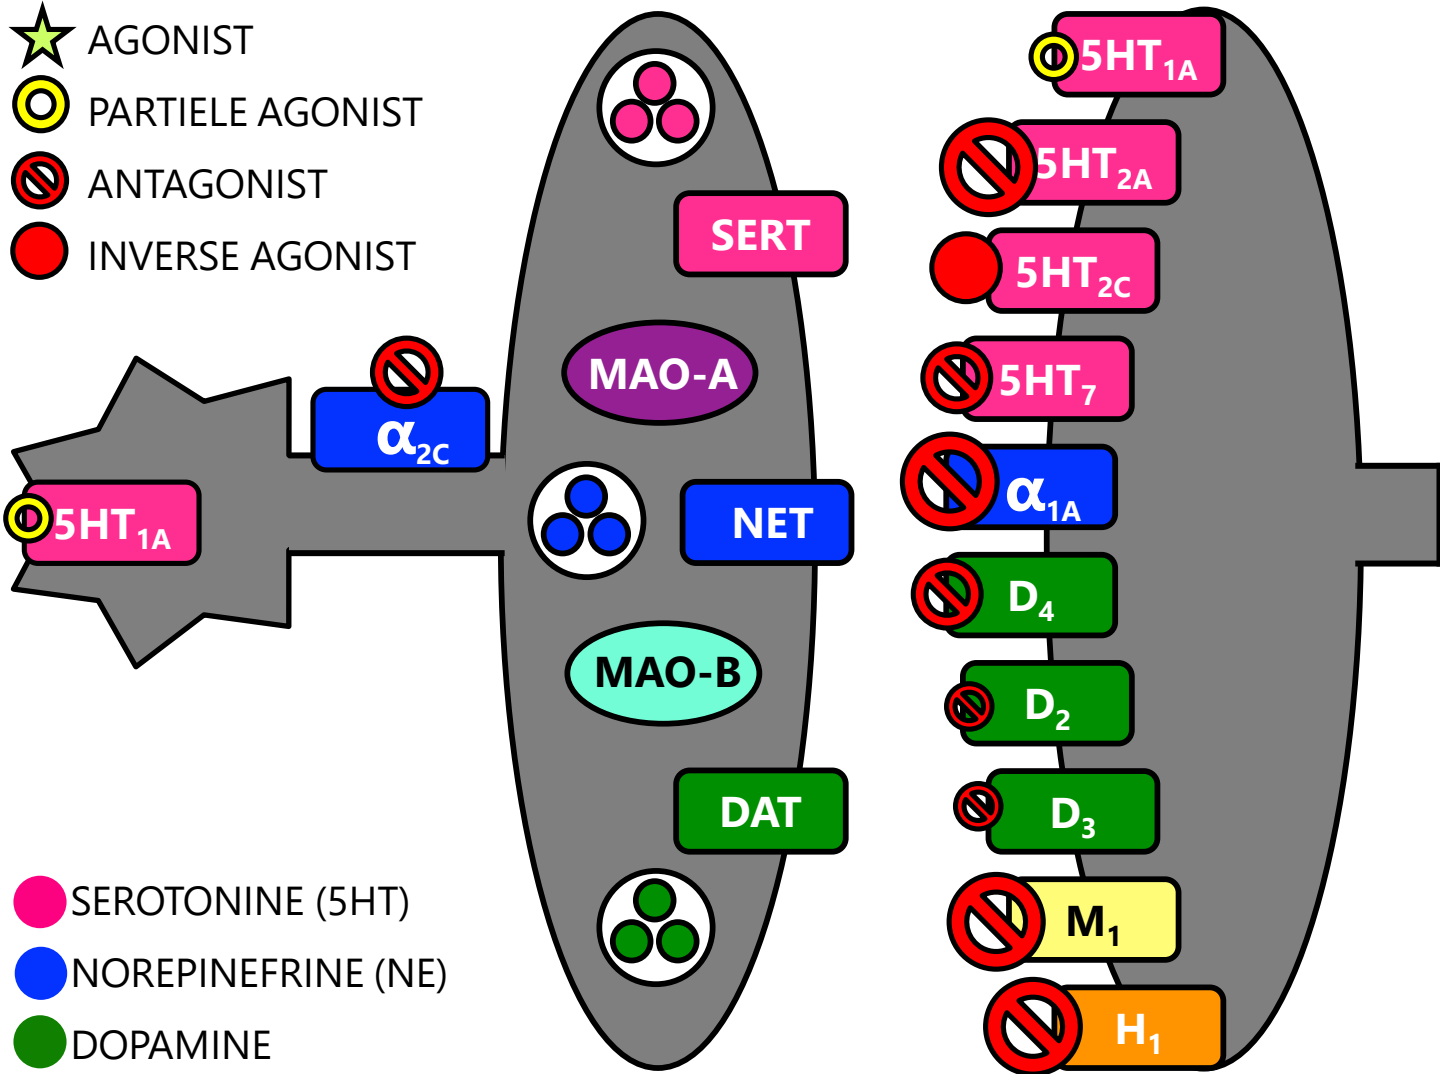 AGONIST
PARTIELE AGONIST
ANTAGONIST
INVERSE AGONIST
5HT1A
α2C
SERT
MAO-A
NET
MAO-B
DAT
5HT1A
5HT2A
5HT2C
5HT7
α1A
D4
D2
D3
M1
H1
SEROTONINE (5HT)
NOREPINEFRINE (NE)
DOPAMINE